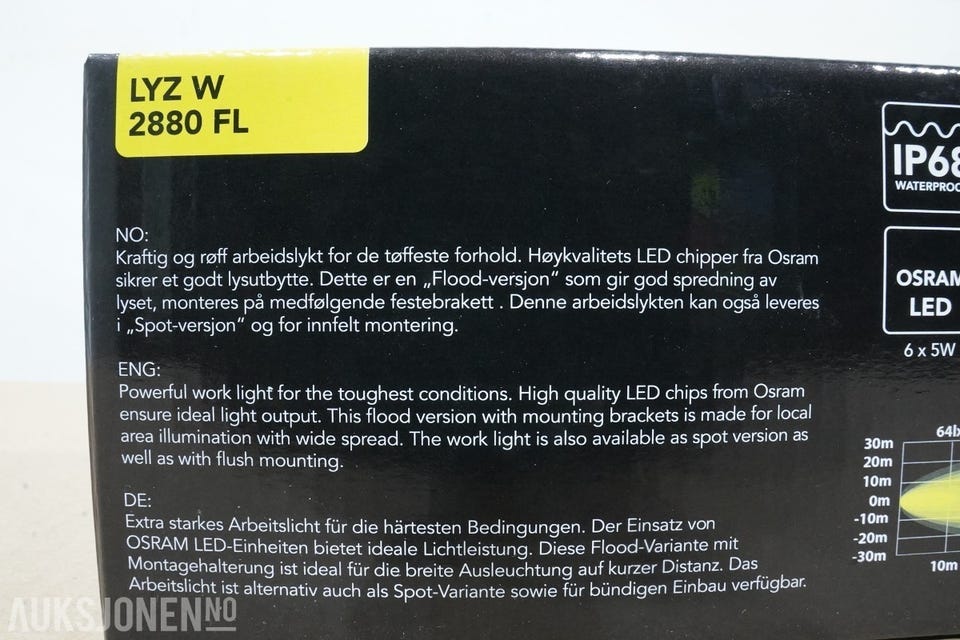 LYZ W
2880 FL
IP68
WATERPROO
OSRAM
LED
6 x 5W
NO:
Kraftig og røff arbeidslykt for de tøffeste forhold. Høykvalitets LED chipper fra Osram
sikrer et godt lysutbytte. Dette er en „Flood-versjon" som gir god spredning av
lyset, monteres på medfølgende festebrakett . Denne arbeidslykten kan også leveres
i „Spot-versjon" og for innfelt montering.
ENG:
Powerful work light for the toughest conditions. High quality LED chips from Osram
ensure ideal light output. This flood version with mounting brackets is made for local
area illumination with wide spread. The work light is also available as spot version as
well as with flush mounting.
DE:
Extra starkes Arbeitslicht für die härtesten Bedingungen. Der Einsatz von
OSRAM LED-Einheiten bietet ideale Lichtleistung. Diese Flood-Variante mit
Montagehalterung ist ideal für die breite Ausleuchtung auf kurzer Distanz. Das
Arbeitslicht ist alternativ auch als Spot-Variante sowie für bündigen Einbau verfügbar.
64lx
30m
20m
10m
0m
-10m
-20m
-30m
10m
AUKSJONEN NO